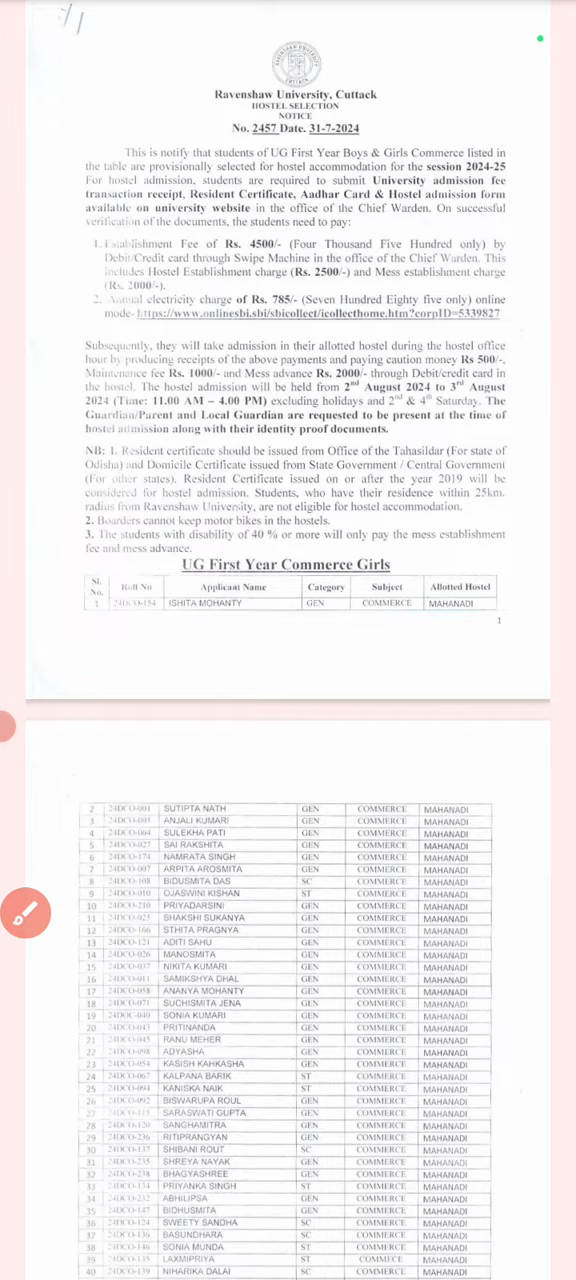 Ravenshaw University, Cuttack
HOSTEL SELECTION
NOTICE
No. 2457 Date. 31-7-2024
This is notify that students of UG First Year Boys & Girls Commerce listed in
the table are provisionally selected for hostel accommodation for the session 2024-25
For hostel admission, students are required to submit University admission fee
transaction receipt, Resident Certificate, Aadhar Card & Hostel admission form
available on university website in the office of the Chief Warden. On successful
verification of the documents, the students need to pay:
1. Establishment Fee of Rs. 4500/- (Four Thousand Five Hundred only) by
Debit/Credit card through Swipe Machine in the office of the Chief Warden. This
includes Hostel Establishment charge (Rs. 2500/-) and Mess establishment charge
(Rs. 2000/-).
2. Annual electricity charge of Rs. 785/- (Seven Hundred Eighty five only) online
mode- https://www.onlinesbi.sbi/sbicollect/icollecthome.htm?corpID=5339827
Subsequently, they will take admission in their allotted hostel during the hostel office
hour by producing receipts of the above payments and paying caution money Rs 500/-,
Maintenance fee Rs. 1000/- and Mess advance Rs. 2000/- through Debit/credit card in
the hostel. The hostel admission will be held from 2nd August 2024 to 3rd August
2024 (Time: 11.00 AM – 4.00 PM) excluding holidays and 2nd & 4th Saturday. The
Guardian/Parent and Local Guardian are requested to be present at the time of
hostel admission along with their identity proof documents.
NB: 1. Resident certificate should be issued from Office of the Tahasildar (For state of
Odisha) and Domicile Certificate issued from State Government / Central Government
(For other states). Resident Certificate issued on or after the year 2019 will be
considered for hostel admission. Students, who have their residence within 25km.
radius from Ravenshaw University, are not eligible for hostel accommodation.
2. Boarders cannot keep motor bikes in the hostels.
3. The students with disability of 40 % or more will only pay the mess establishment
fee and mess advance.
UG First Year Commerce Girls
Sl. No. Roll No Applicant Name Category Subject Allotted Hostel
1 24DCO-154 ISHITA MOHANTY GEN COMMERCE MAHANADI
1
2 24DCO-001 SUTIPTA NATH GEN COMMERCE MAHANADI
3 24DCO-005 ANJALI KUMARI GEN COMMERCE MAHANADI
4 24DCO-064 SULEKHA PATI GEN COMMERCE MAHANADI
5 24DCO-027 SAI RAKSHITA GEN COMMERCE MAHANADI
6 24DCO-174 NAMRATA SINGH GEN COMMERCE MAHANADI
7 24DCO-007 ARPITA AROSMITA GEN COMMERCE MAHANADI
8 24DCO-108 BIDUSMITA DAS SC COMMERCE MAHANADI
9 24DCO-010 OJASWINI KISHAN ST COMMERCE MAHANADI
10 24DCO-210 PRIYADARSINI GEN COMMERCE MAHANADI
11 24DCO-025 SHAKSHI SUKANYA GEN COMMERCE MAHANADI
12 24DCO-166 STHITA PRAGNYA GEN COMMERCE MAHANADI
13 24DCO-121 ADITI SAHU GEN COMMERCE MAHANADI
14 24DCO-026 MANOSMITA GEN COMMERCE MAHANADI
15 24DCO-037 NIKITA KUMARI GEN COMMERCE MAHANADI
16 24DCO-011 SAMIKSHYA DHAL GEN COMMERCE MAHANADI
17 24DCO-058 ANANYA MOHANTY GEN COMMERCE MAHANADI
18 24DCO-071 SUCHISMITA JENA GEN COMMERCE MAHANADI
19 24DOC-040 SONIA KUMARI GEN COMMERCE MAHANADI
20 24DCO-043 PRITINANDA GEN COMMERCE MAHANADI
21 24DCO-045 RANU MEHER GEN COMMERCE MAHANADI
22 24DCO-098 ADYASHA GEN COMMERCE MAHANADI
23 24DCO-054 KASISH KAHKASHA GEN COMMERCE MAHANADI
24 24DCO-067 KALPANA BARIK ST COMMERCE MAHANADI
25 24DCO-094 KANISKA NAIK ST COMMERCE MAHANADI
26 24DCO-092 BISWARUPA ROUL GEN COMMERCE MAHANADI
27 24DCO-115 SARASWATI GUPTA GEN COMMERCE MAHANADI
28 24DCO-120 SANGHAMITRA GEN COMMERCE MAHANADI
29 24DCO-236 RITIPRANGYAN GEN COMMERCE MAHANADI
30 24DCO-137 SHIBANI ROUT SC COMMERCE MAHANADI
31 24DCO-235 SHREYA NAYAK GEN COMMERCE MAHANADI
32 24DCO-238 BHAGYASHREE GEN COMMERCE MAHANADI
33 24DCO-134 PRIYANKA SINGH ST COMMERCE MAHANADI
34 24DCO-232 ABHILIPSA GEN COMMERCE MAHANADI
35 24DCO-147 BIDHUSMITA GEN COMMERCE MAHANADI
36 24DCO-124 SWEETY SANDHA SC COMMERCE MAHANADI
37 24DCO-136 BASUNDHARA SC COMMERCE MAHANADI
38 24DCO-146 SONIA MUNDA ST COMMERCE MAHANADI
39 24DCO-135 LAXMIPRIYA ST COMMECE MAHANADI
40 24DCO-139 NIHARIKA DALAI SC COMMERCE MAHANADI